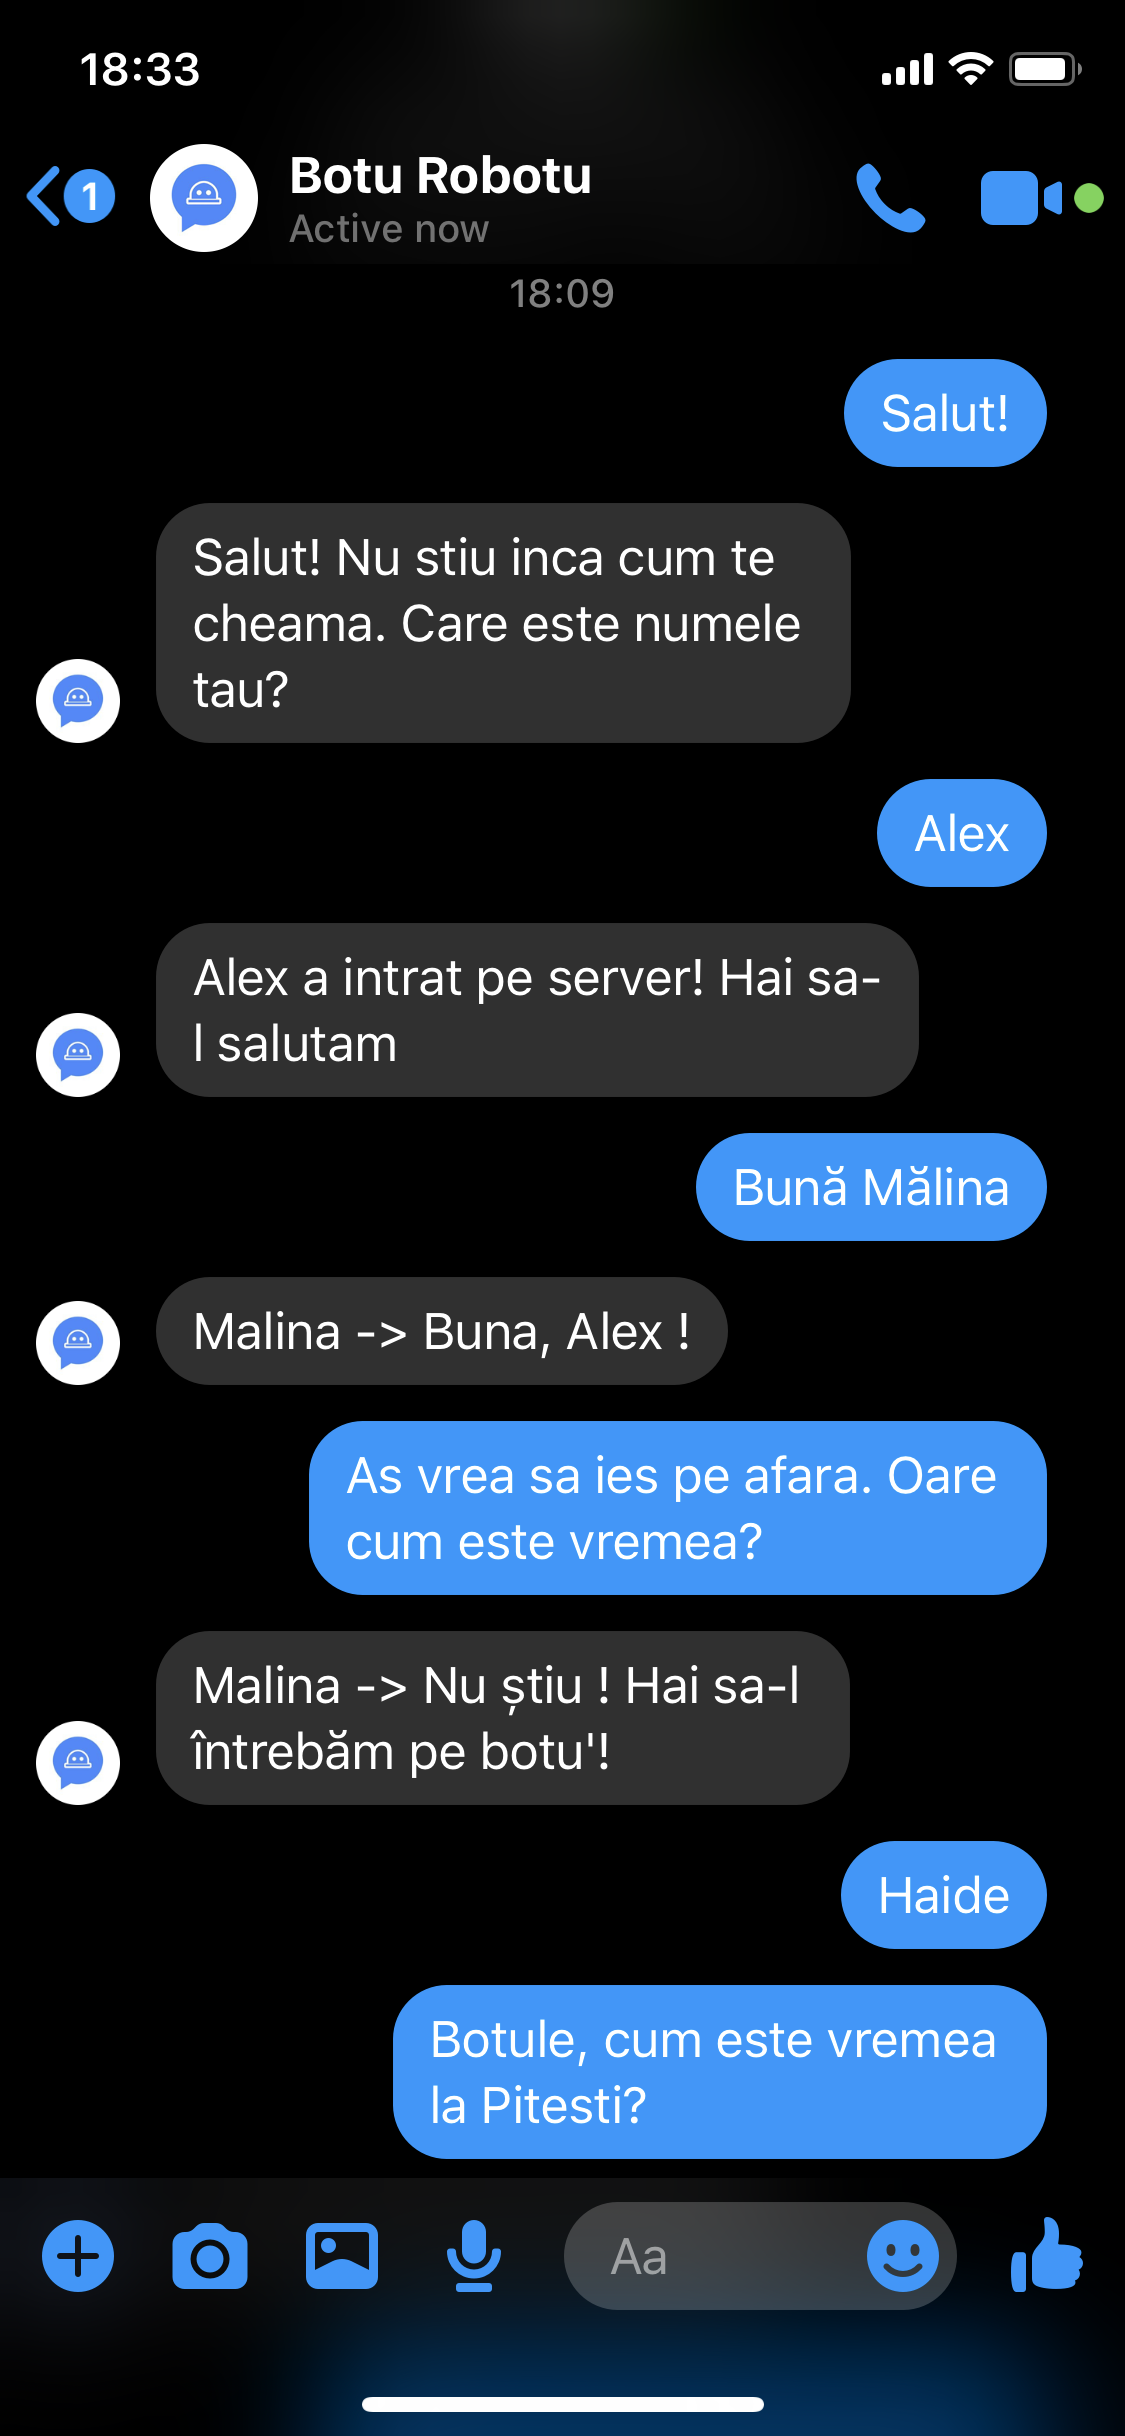 18:33
1
Botu Robotu
Active now
18:09
Salut!
Salut! Nu stiu inca cum te
cheama. Care este numele
tau?
Alex
Alex a intrat pe server! Hai sa-
l salutam
Bună Mălina
Malina -> Buna, Alex !
As vrea sa ies pe afara. Oare
cum este vremea?
Malina -> Nu știu ! Hai sa-l
întrebăm pe botu'!
Haide
Botule, cum este vremea
la Pitesti?
Aa